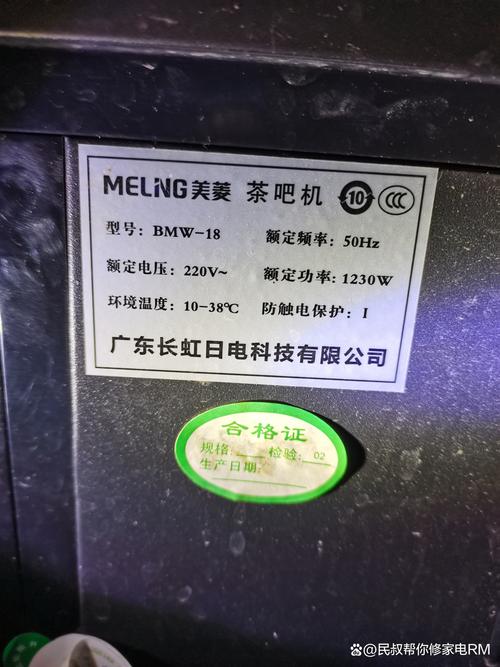 MELING美菱 茶吧机 10 CCC
型号: BMW-18 额定频率: 50Hz
额定电压: 220V~ 额定功率: 1230W
环境温度: 10-38℃ 防触电保护: I
广东长虹日电科技有限公司
合格证
规格: 检验: 02
生产日期:
@民叔帮你修家电RM